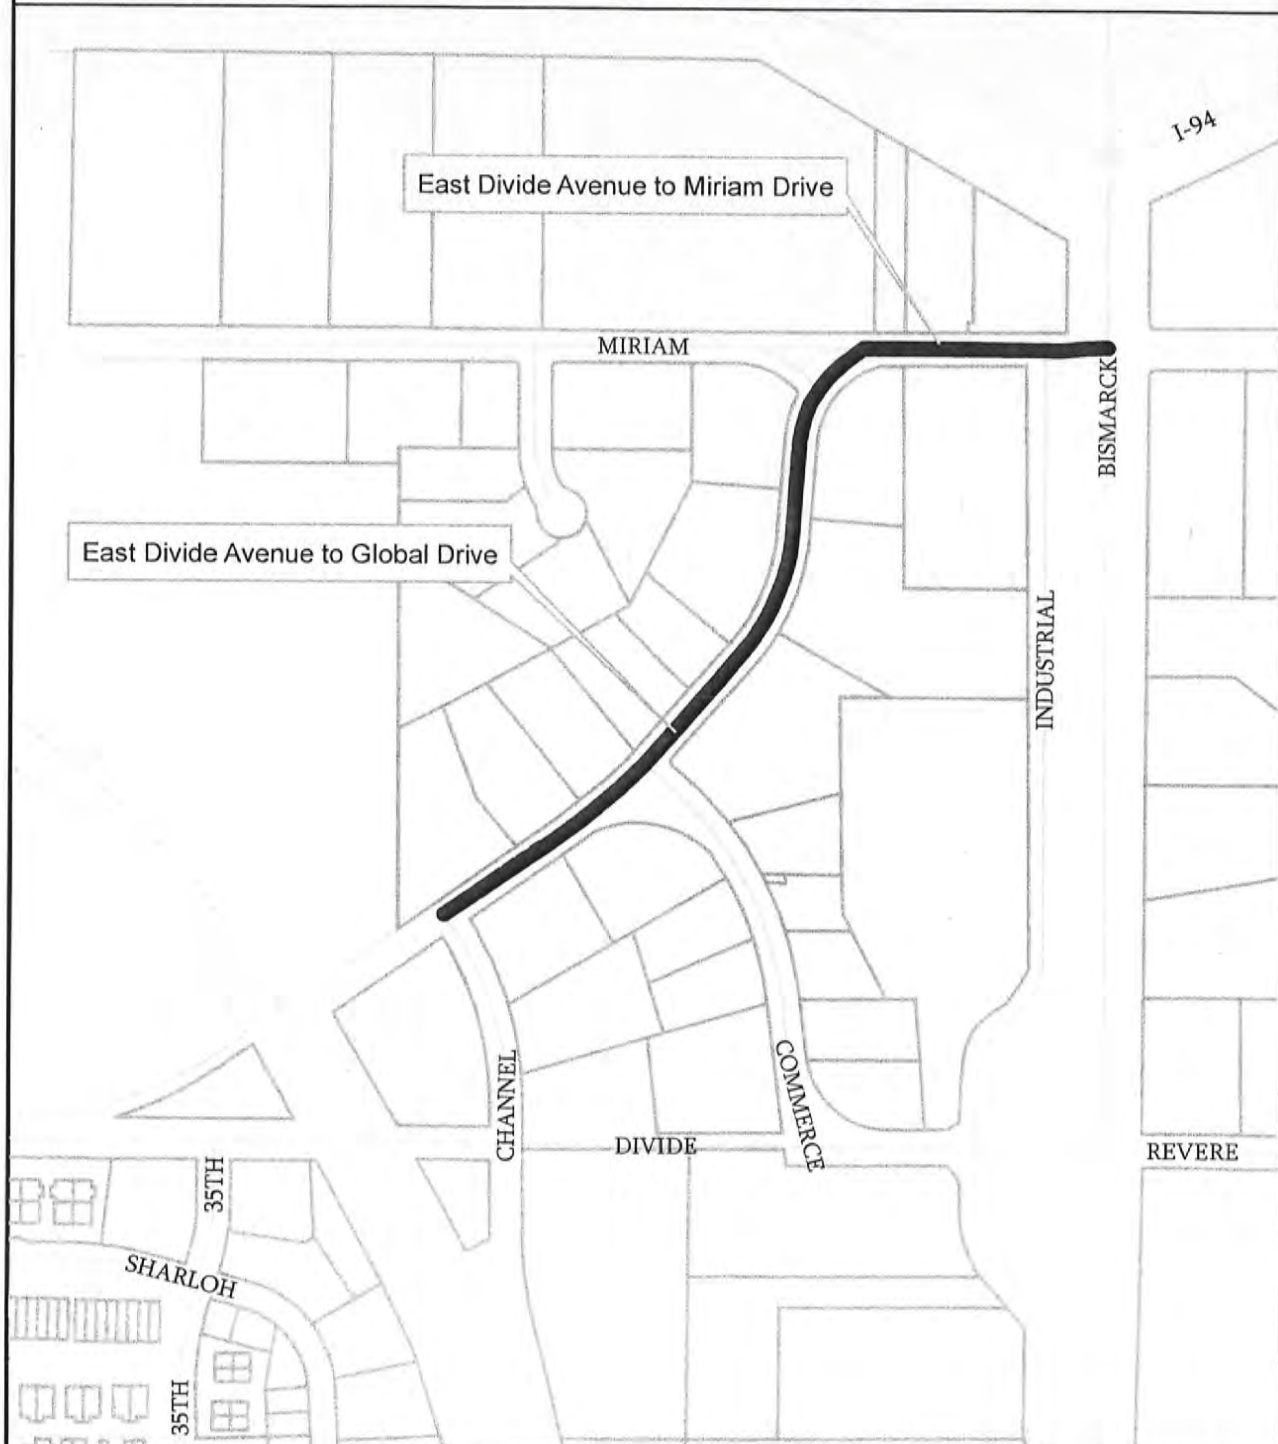 I-94
East Divide Avenue to Miriam Drive
MIRIAM
BISMARCK
East Divide Avenue to Global Drive
INDUSTRIAL
CHANNEL
COMMERCE
DIVIDE
REVERE
35TH
SHARLOH
35TH